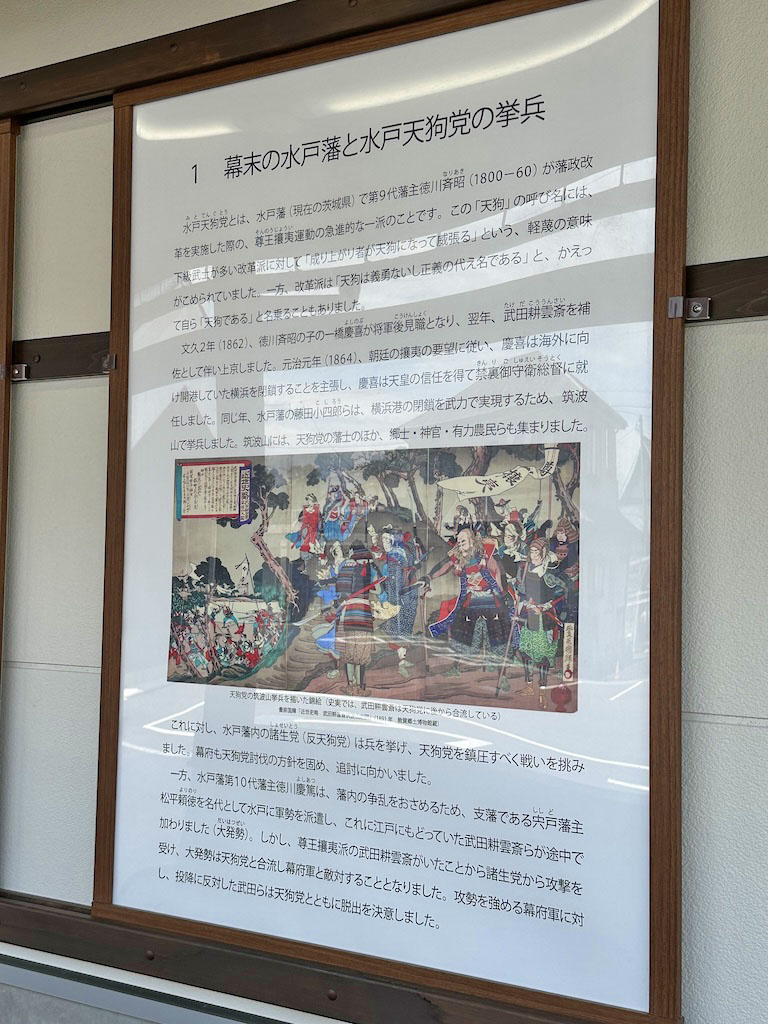 1 幕末の水戸藩と水戸天狗党の挙兵
水戸天狗党とは、水戸藩（現在の茨城県）で第9代藩主徳川斉昭（1800－60）が藩政改
革を実施した際の、尊王攘夷運動の急進的な一派のことです。この「天狗」の呼び名には、
下級武士が多い改革派に対して「成り上がり者が天狗になって威張る」という、軽蔑の意味
がこめられていました。一方、改革派は「天狗は義勇ないし正義の代え名である」と、かえっ
て自ら「天狗である」と名乗ることもありました。
文久2年（1862）、徳川斉昭の子の一橋慶喜が将軍後見職となり、翌年、武田耕雲斎を補
佐として伴い上京しました。元治元年（1864）、朝廷の攘夷の要望に従い、慶喜は海外に向
け開港していた横浜を閉鎖することを主張し、慶喜は天皇の信任を得て禁裏御守衛総督に就
任しました。同じ年、水戸藩の藤田小四郎らは、横浜港の閉鎖を武力で実現するため、筑波
山で挙兵しました。筑波山には、天狗党の藩士のほか、郷士・神官・有力農民らも集まりました。
天狗党の筑波山挙兵を描いた錦絵（史実では、武田耕雲斎は天狗党に後から合流している）
（1891年 敦賀郷土博物館蔵）
これに対し、水戸藩内の諸生党（反天狗党）は兵を挙げ、天狗党を鎮圧すべく戦いを挑み
ました。幕府も天狗党討伐の方針を固め、追討に向かいました。
一方、水戸藩第10代藩主徳川慶篤は、藩内の争乱をおさめるため、支藩である宍戸藩主
松平頼徳を名代として水戸に軍勢を派遣し、これに江戸にもどっていた武田耕雲斎らが途中で
加わりました（大発勢）。しかし、尊王攘夷派の武田耕雲斎がいたことから諸生党から攻撃を
受け、大発勢は天狗党と合流し幕府軍と敵対することとなりました。攻勢を強める幕府軍に対
し、投降に反対した武田らは天狗党とともに脱出を決意しました。